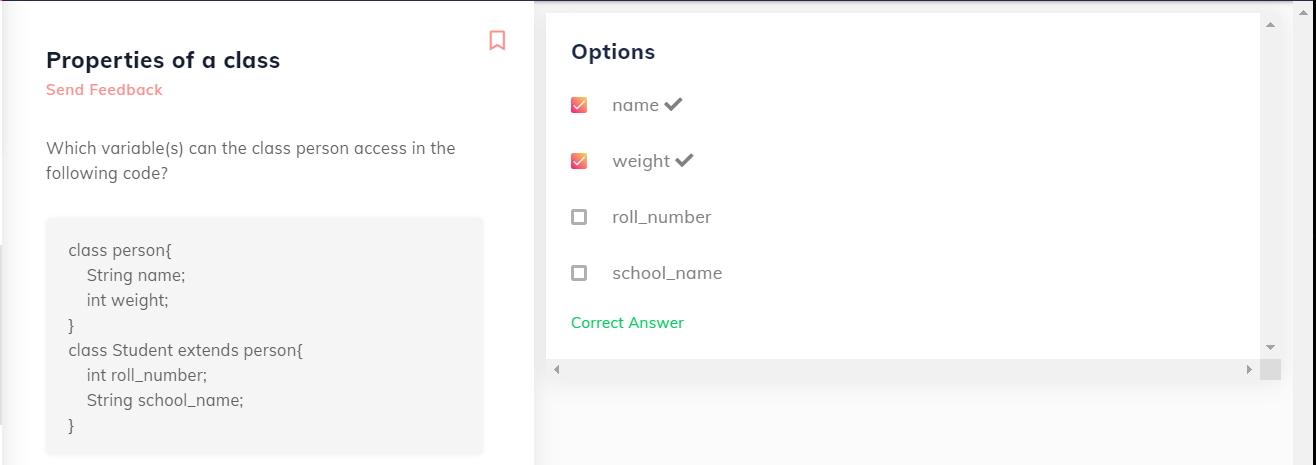 Properties of a class
Send Feedback
Which variable(s) can the class person access in the
following code?
class person{
    String name;
    int weight;
}
class Student extends person{
    int roll_number;
    String school_name;
}
Options
name
weight
roll_number
school_name
Correct Answer